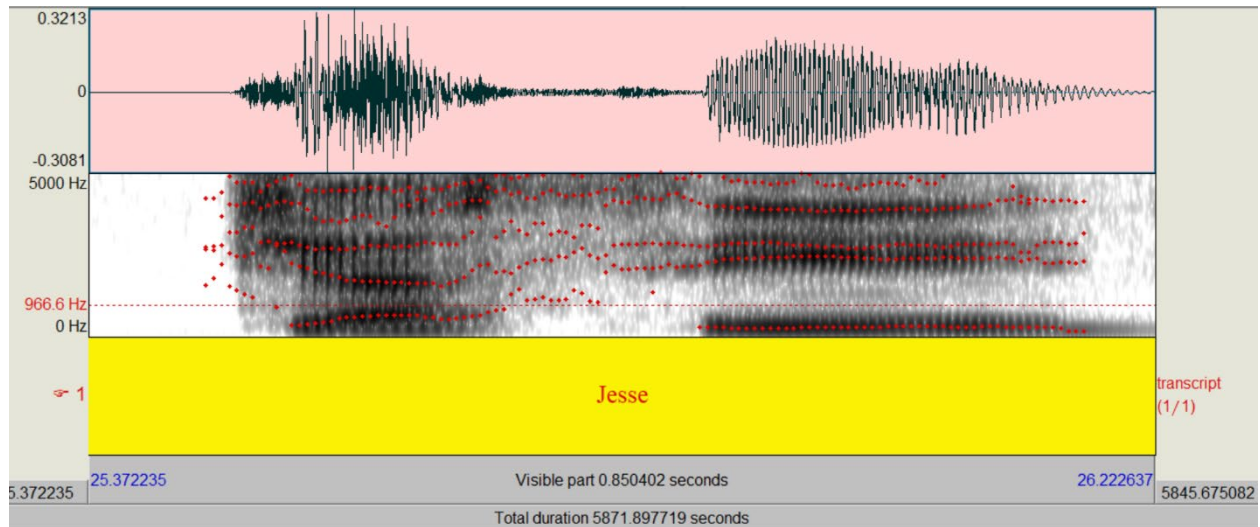 0.3213
0
-0.3081
5000 Hz
966.6 Hz
0 Hz
☞ 1
Jesse
transcript
(1/1)
25.372235
Visible part 0.850402 seconds
26.222637
5.372235
5845.675082
Total duration 5871.897719 seconds